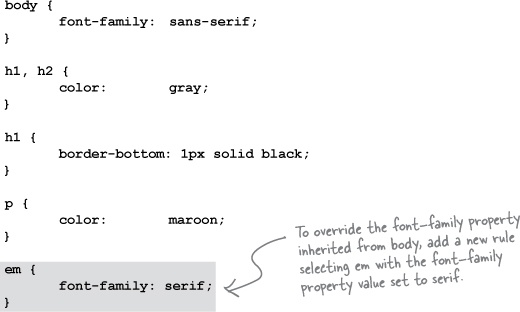 body {
font-family: sans-serif;
}
h1, h2 {
color: gray;
}
h1 {
border-bottom: 1px solid black;
}
p {
color: maroon;
}
em {
font-family: serif;
}
To override the font-family property
inherited from body, add a new rule
selecting em with the font-family
property value set to serif.